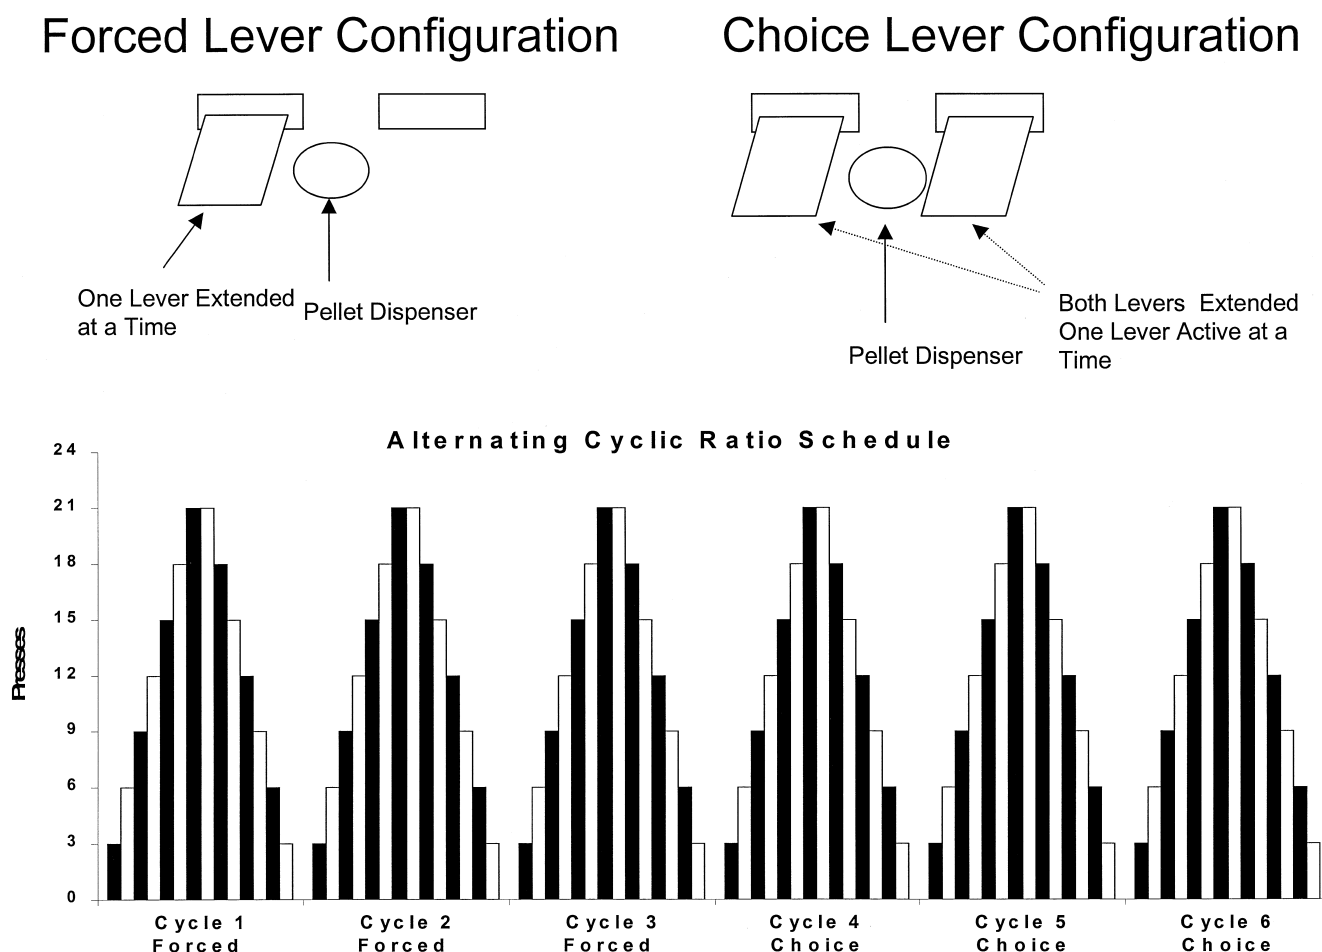 Forced Lever Configuration
Choice Lever Configuration
One Lever Extended
at a Time
Pellet Dispenser
Pellet Dispenser
Both Levers Extended
One Lever Active at a
Time
Alternating Cyclic Ratio Schedule
Presses
24
21
18
15
12
9
6
3
0
Cycle 1
Forced
Cycle 2
Forced
Cycle 3
Forced
Cycle 4
Choice
Cycle 5
Choice
Cycle 6
Choice